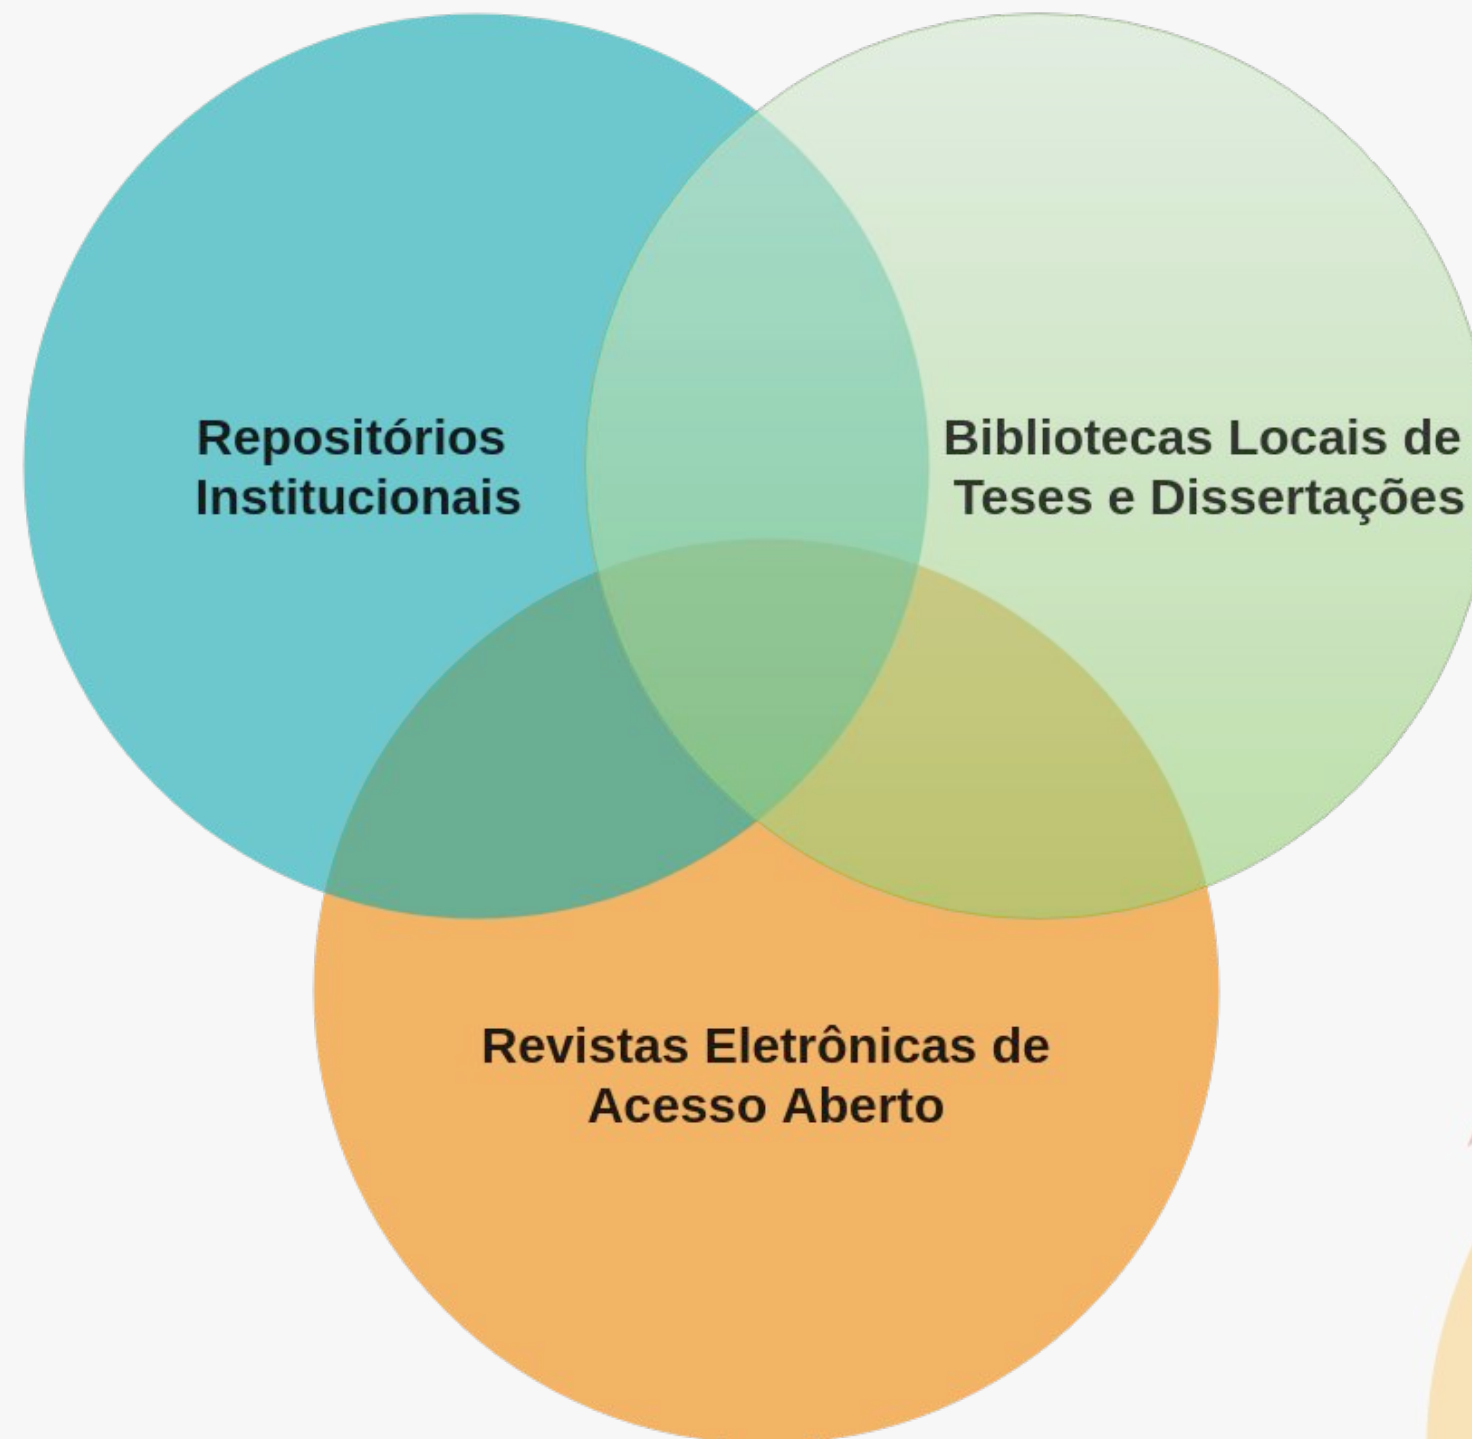 Repositórios
Institucionais
Bibliotecas Locais de
Teses e Dissertações
Revistas Eletrônicas de
Acesso Aberto